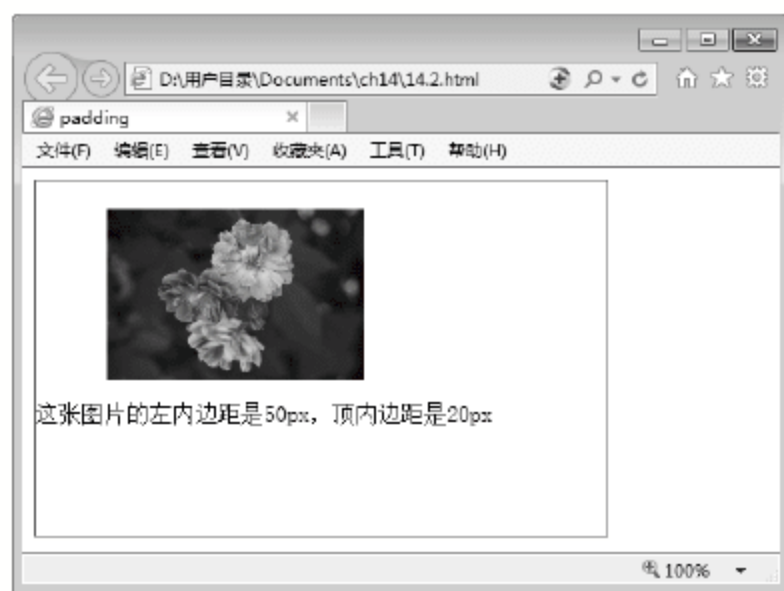 D:\用户目录\Documents\ch14\14.2.html
padding
文件(F) 编辑(E) 查看(V) 收藏夹(A) 工具(T) 帮助(H)
这张图片的左内边距是50px，顶内边距是20px
100%